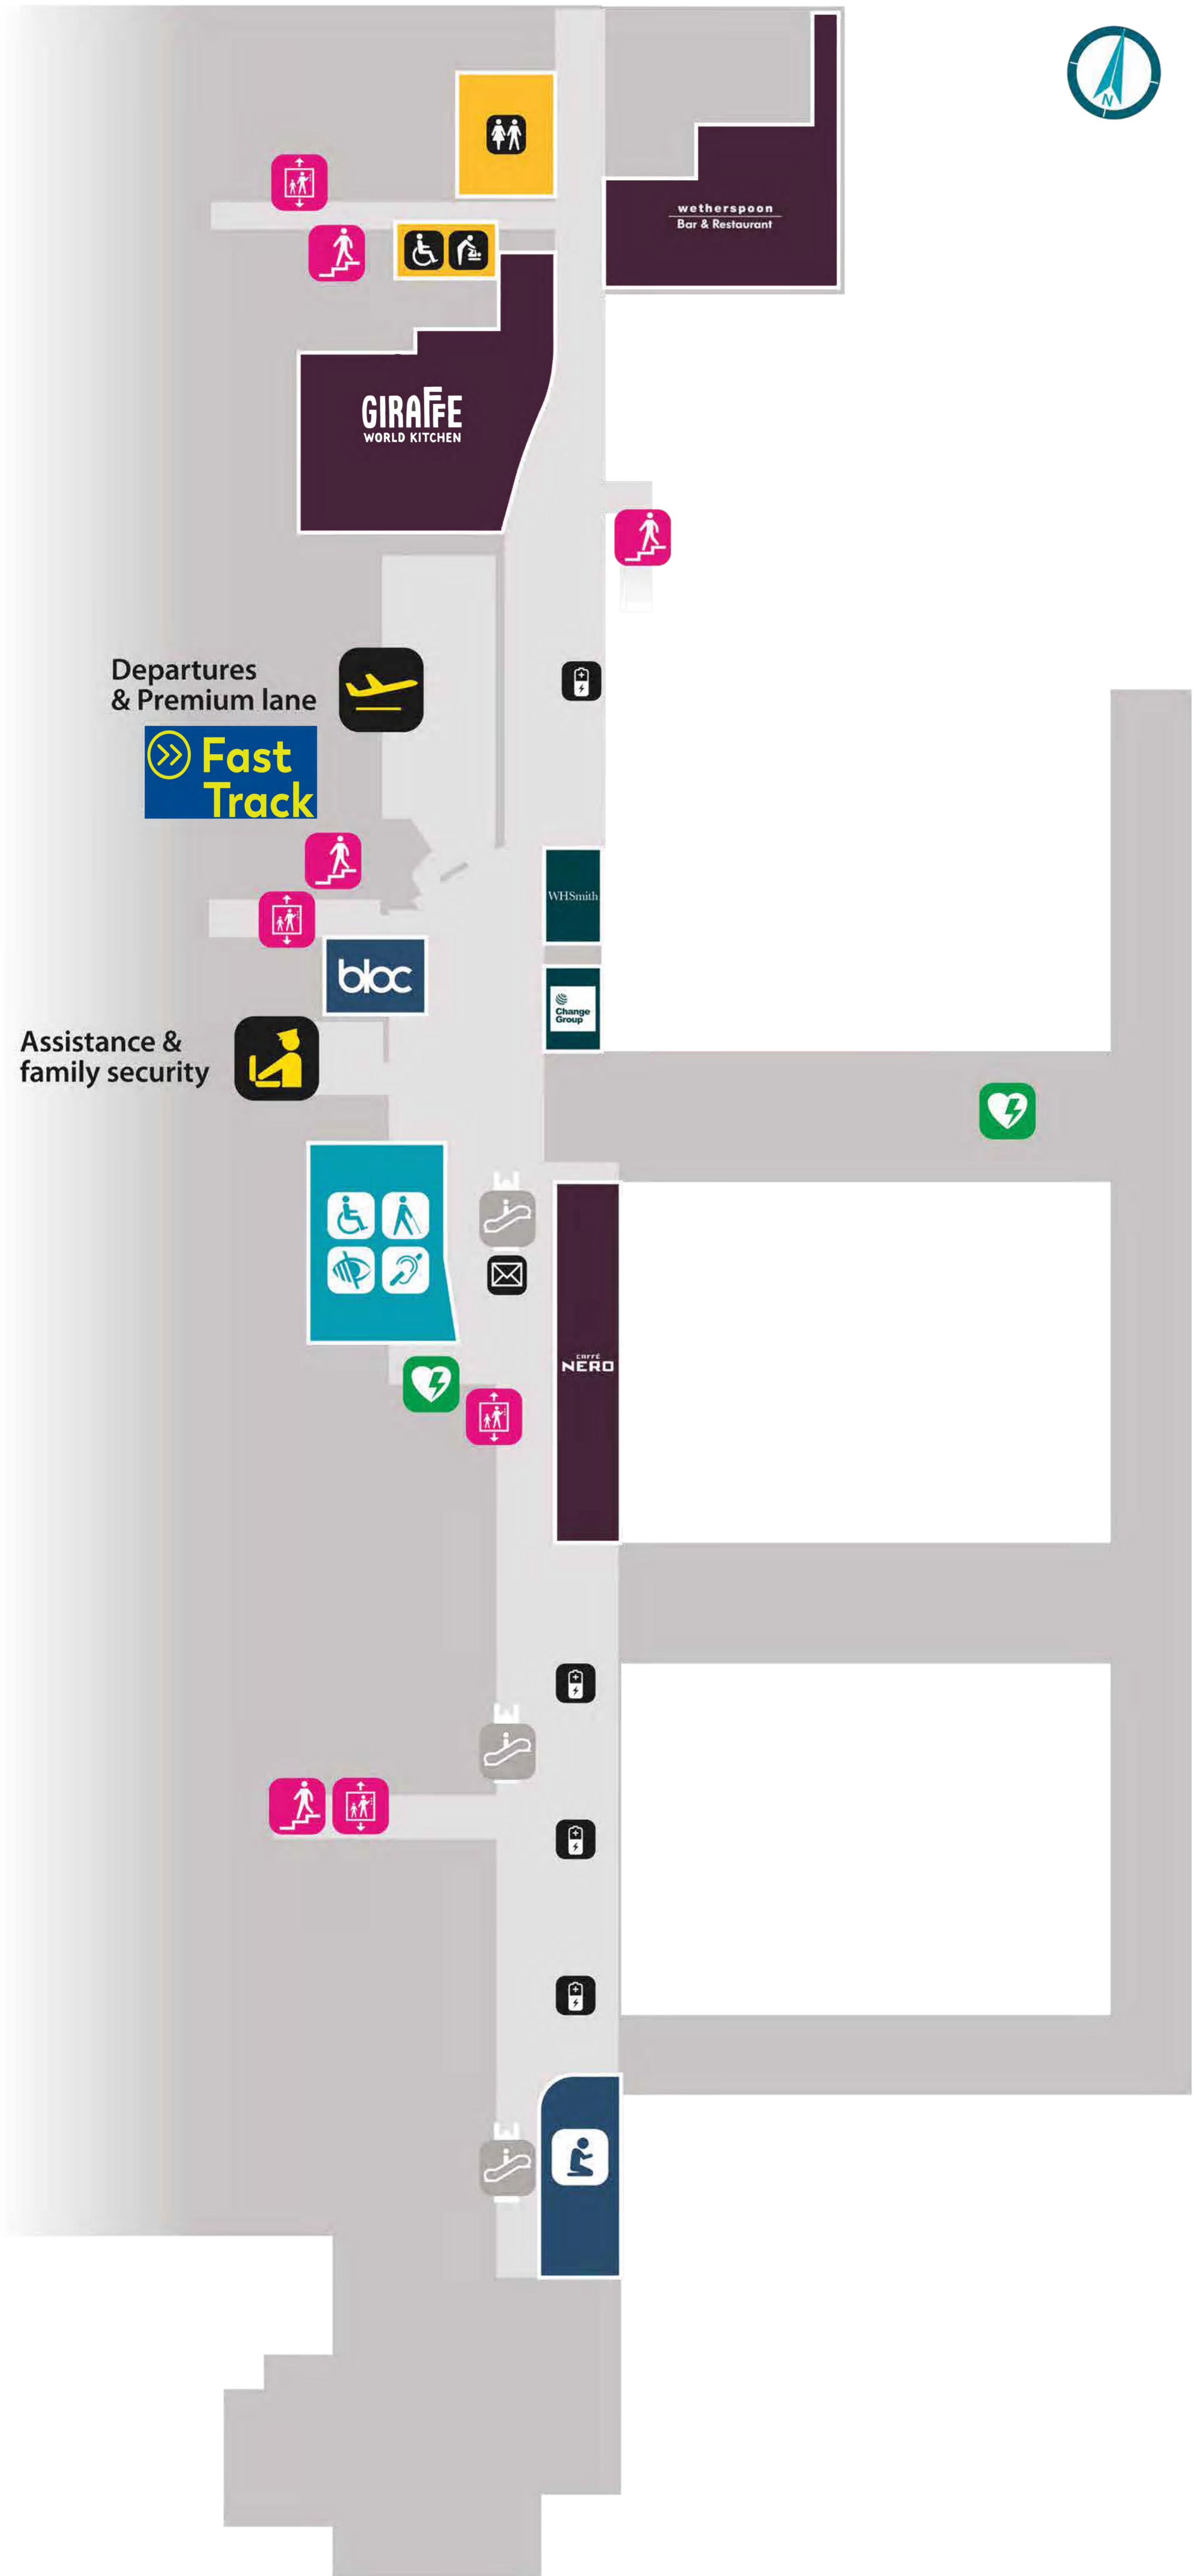 N
wetherspoon
Bar & Restaurant
GIRAFFE
WORLD KITCHEN
Departures
& Premium lane
Fast
Track
WHSmith
bloc
Change
Group
Assistance &
family security
CAFFÈ
NERO